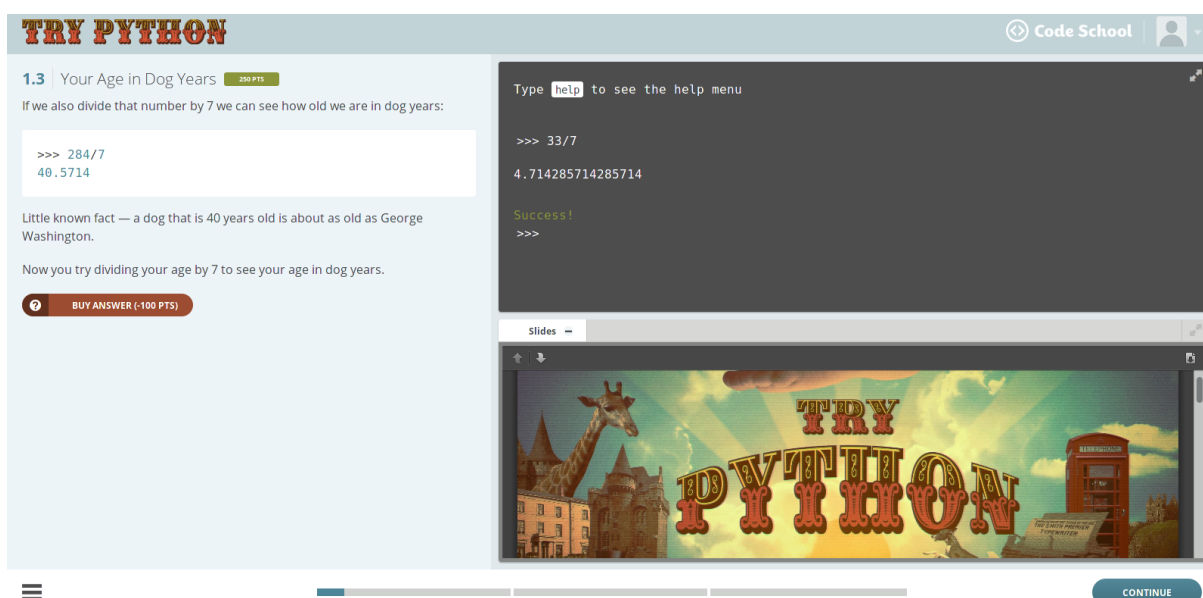 TRY PYTHON
Code School
1.3 Your Age in Dog Years 250 PTS
If we also divide that number by 7 we can see how old we are in dog years:
>>> 284/7
40.5714
Little known fact — a dog that is 40 years old is about as old as George
Washington.
Now you try dividing your age by 7 to see your age in dog years.
? BUY ANSWER (-100 PTS)
Type help to see the help menu
>>> 33/7
4.714285714285714
Success!
>>>
Slides
TRY
PYTHON
TELEPHONE
THE SMITH PREMIER
TYPEWRITER
CONTINUE